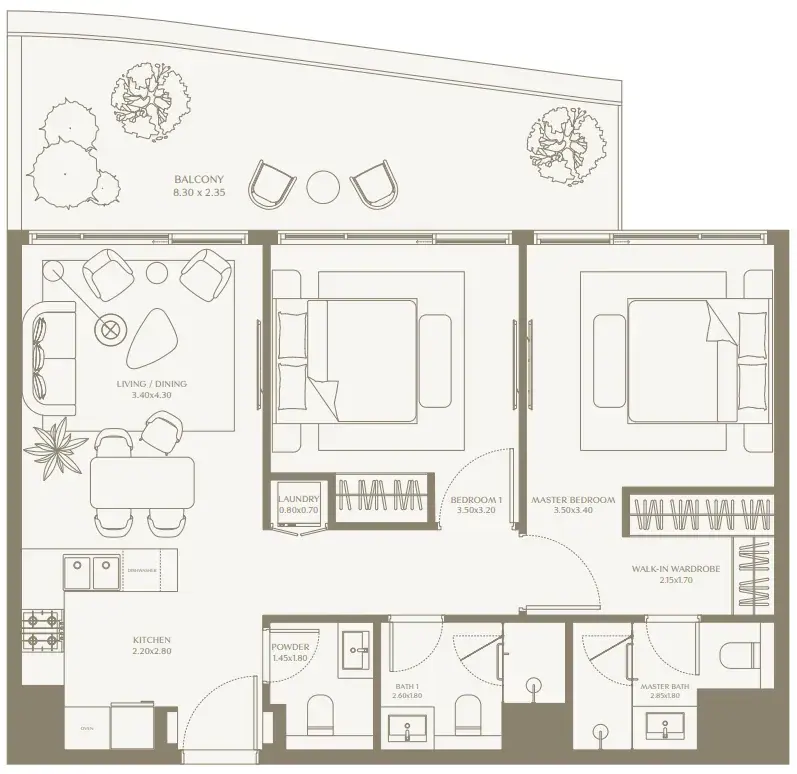 BALCONY
8.30 x 2.35
LIVING / DINING
3.40x4.30
LAUNDRY
0.80x0.70
BEDROOM 1
3.50x3.20
MASTER BEDROOM
3.50x3.40
DISHWASHER
WALK-IN WARDROBE
2.15x1.70
KITCHEN
2.20x2.80
POWDER
1.45x1.80
BATH 1
2.60x1.80
MASTER BATH
2.85x1.80
OVEN